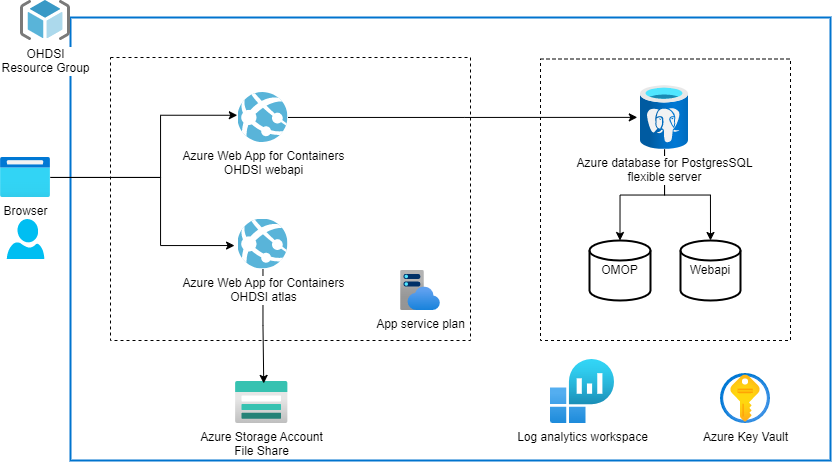 OHDSI
Resource Group
Azure Web App for Containers
OHDSI webapi
Azure database for PostgresSQL
flexible server
Browser
OMOP
Webapi
Azure Web App for Containers
OHDSI atlas
App service plan
Azure Storage Account
File Share
Log analytics workspace
Azure Key Vault